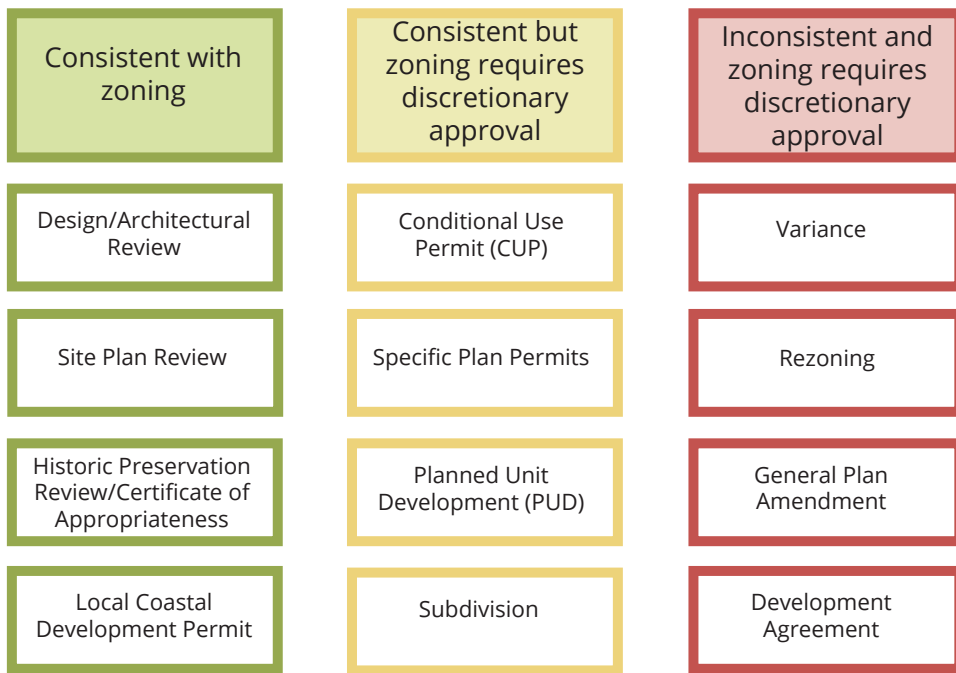 Consistent with
zoning
Consistent but
zoning requires
discretionary
approval
Inconsistent and
zoning requires
discretionary
approval
Design/Architectural
Review
Conditional Use
Permit (CUP)
Variance
Site Plan Review
Specific Plan Permits
Rezoning
Historic Preservation
Review/Certificate of
Appropriateness
Planned Unit
Development (PUD)
General Plan
Amendment
Local Coastal
Development Permit
Subdivision
Development
Agreement